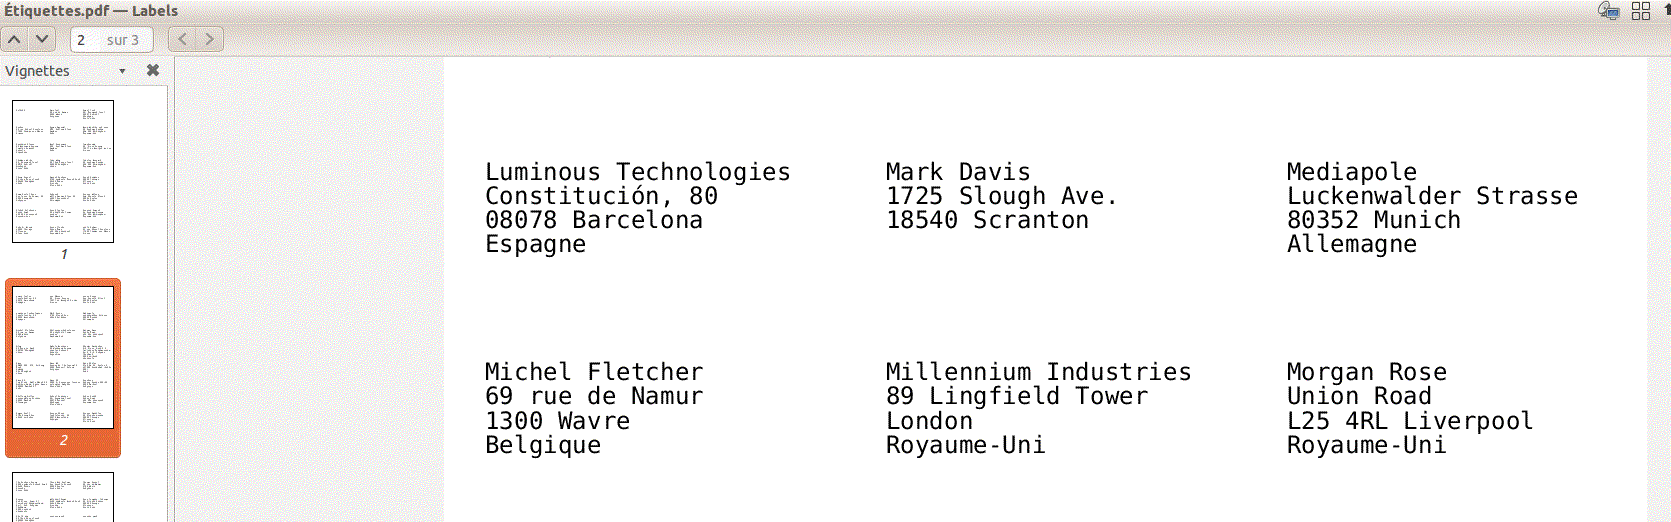 Étiquettes.pdf — Labels
2 sur 3
Vignettes
1
2
Luminous Technologies
Constitución, 80
08078 Barcelona
Espagne
Mark Davis
1725 Slough Ave.
18540 Scranton
Mediapole
Luckenwalder Strasse
80352 Munich
Allemagne
Michel Fletcher
69 rue de Namur
1300 Wavre
Belgique
Millennium Industries
89 Lingfield Tower
London
Royaume-Uni
Morgan Rose
Union Road
L25 4RL Liverpool
Royaume-Uni